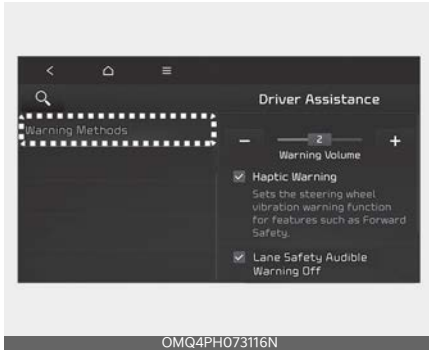 Driver Assistance
Warning Methods
2
Warning Volume
Haptic Warning
Sets the steering wheel
vibration warning function
for features such as Forward
Safety.
Lane Safety Audible
Warning Off
OMQ4PH073116N